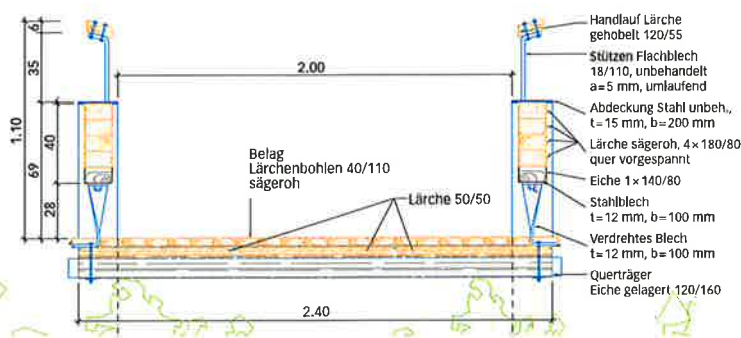 Handlauf Lärche
gehobelt 120/55
Stützen Flachblech
18/110, unbehandelt
a=5 mm, umlaufend
Abdeckung Stahl unbeh.,
t=15 mm, b=200 mm
Lärche sägeroh, 4×180/80
quer vorgespannt
Eiche 1×140/80
Stahlblech
t=12 mm, b=100 mm
Verdrehtes Blech
t=12 mm, b=100 mm
Querträger
Eiche gelagert 120/160
Belag
Lärchenbohlen 40/110
sägeroh
Lärche 50/50
2.00
2.40
6
35
1.10
40
69
28